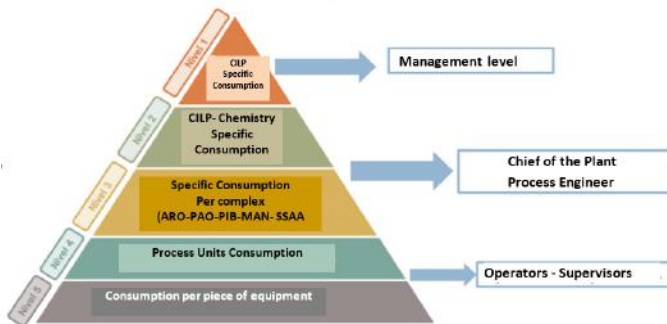 Nivel 1
CILP
Specific
Consumption
Management level
Nivel 2
CILP- Chemistry
Specific
Consumption
Chief of the Plant
Process Engineer
Nivel 3
Specific Consumption
Per complex
(ARO-PAO-PIB-MAN- SSAA
Nivel 4
Process Units Consumption
Operators - Supervisors
Nivel 5
Consumption per piece of equipment